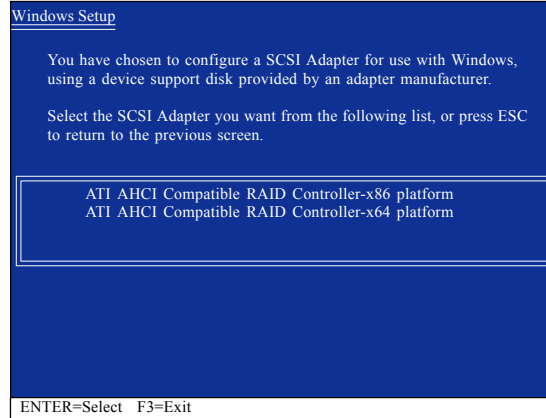 Windows Setup
You have chosen to configure a SCSI Adapter for use with Windows,
using a device support disk provided by an adapter manufacturer.
Select the SCSI Adapter you want from the following list, or press ESC
to return to the previous screen.
ATI AHCI Compatible RAID Controller-x86 platform
ATI AHCI Compatible RAID Controller-x64 platform
ENTER=Select F3=Exit